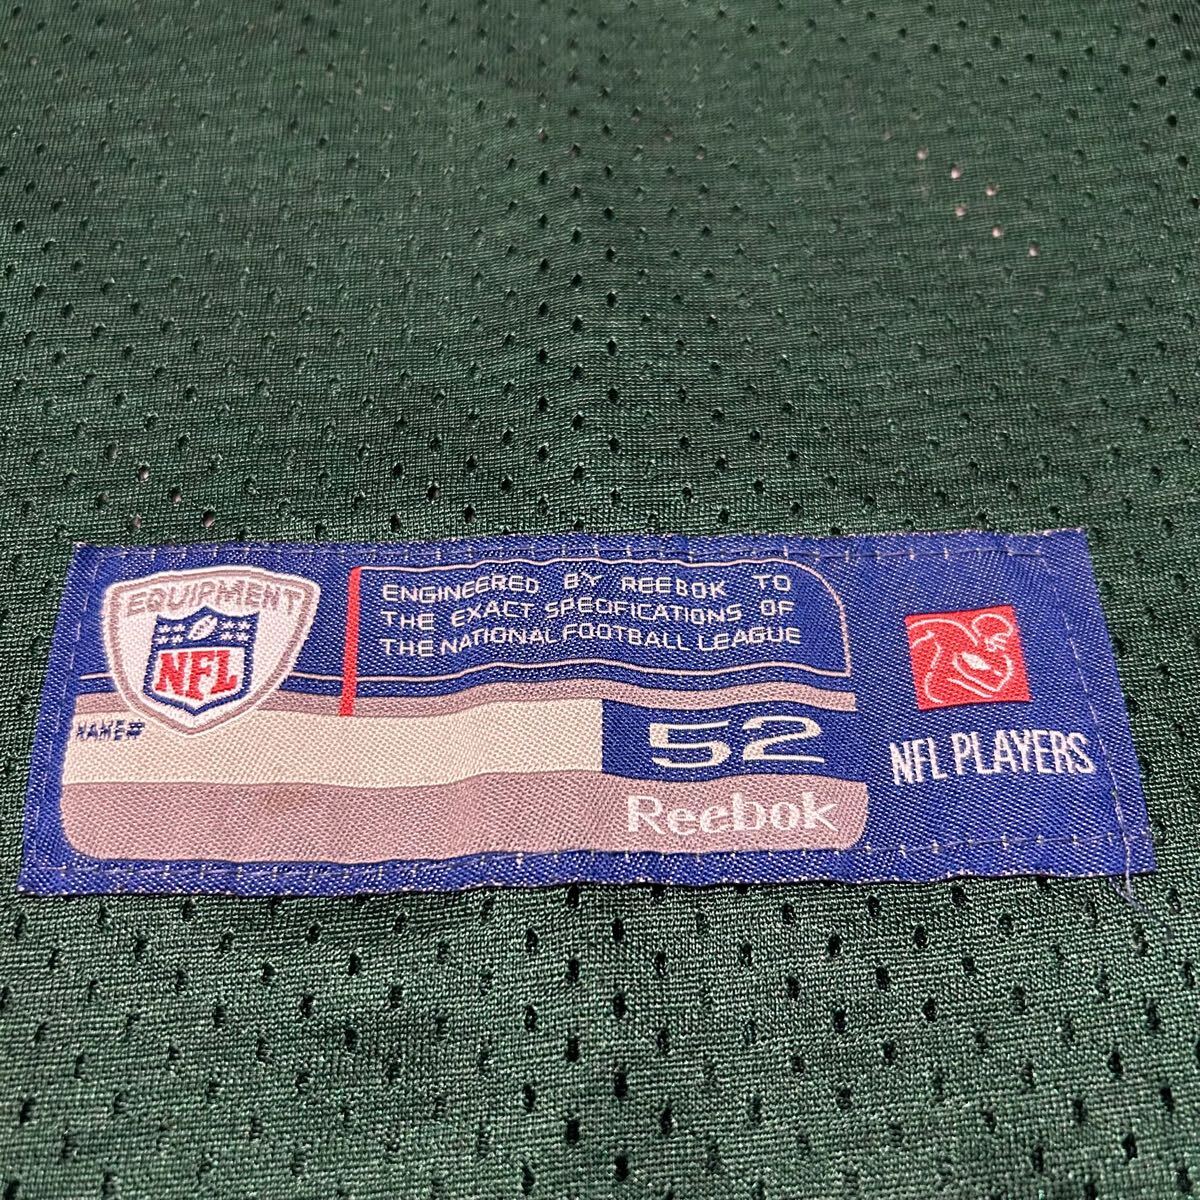 EQUIPMENT
NFL
ENGINEERED BY REEBOK TO
THE EXACT SPECIFICATIONS OF
THE NATIONAL FOOTBALL LEAGUE
NAME#
52
Reebok
NFL PLAYERS